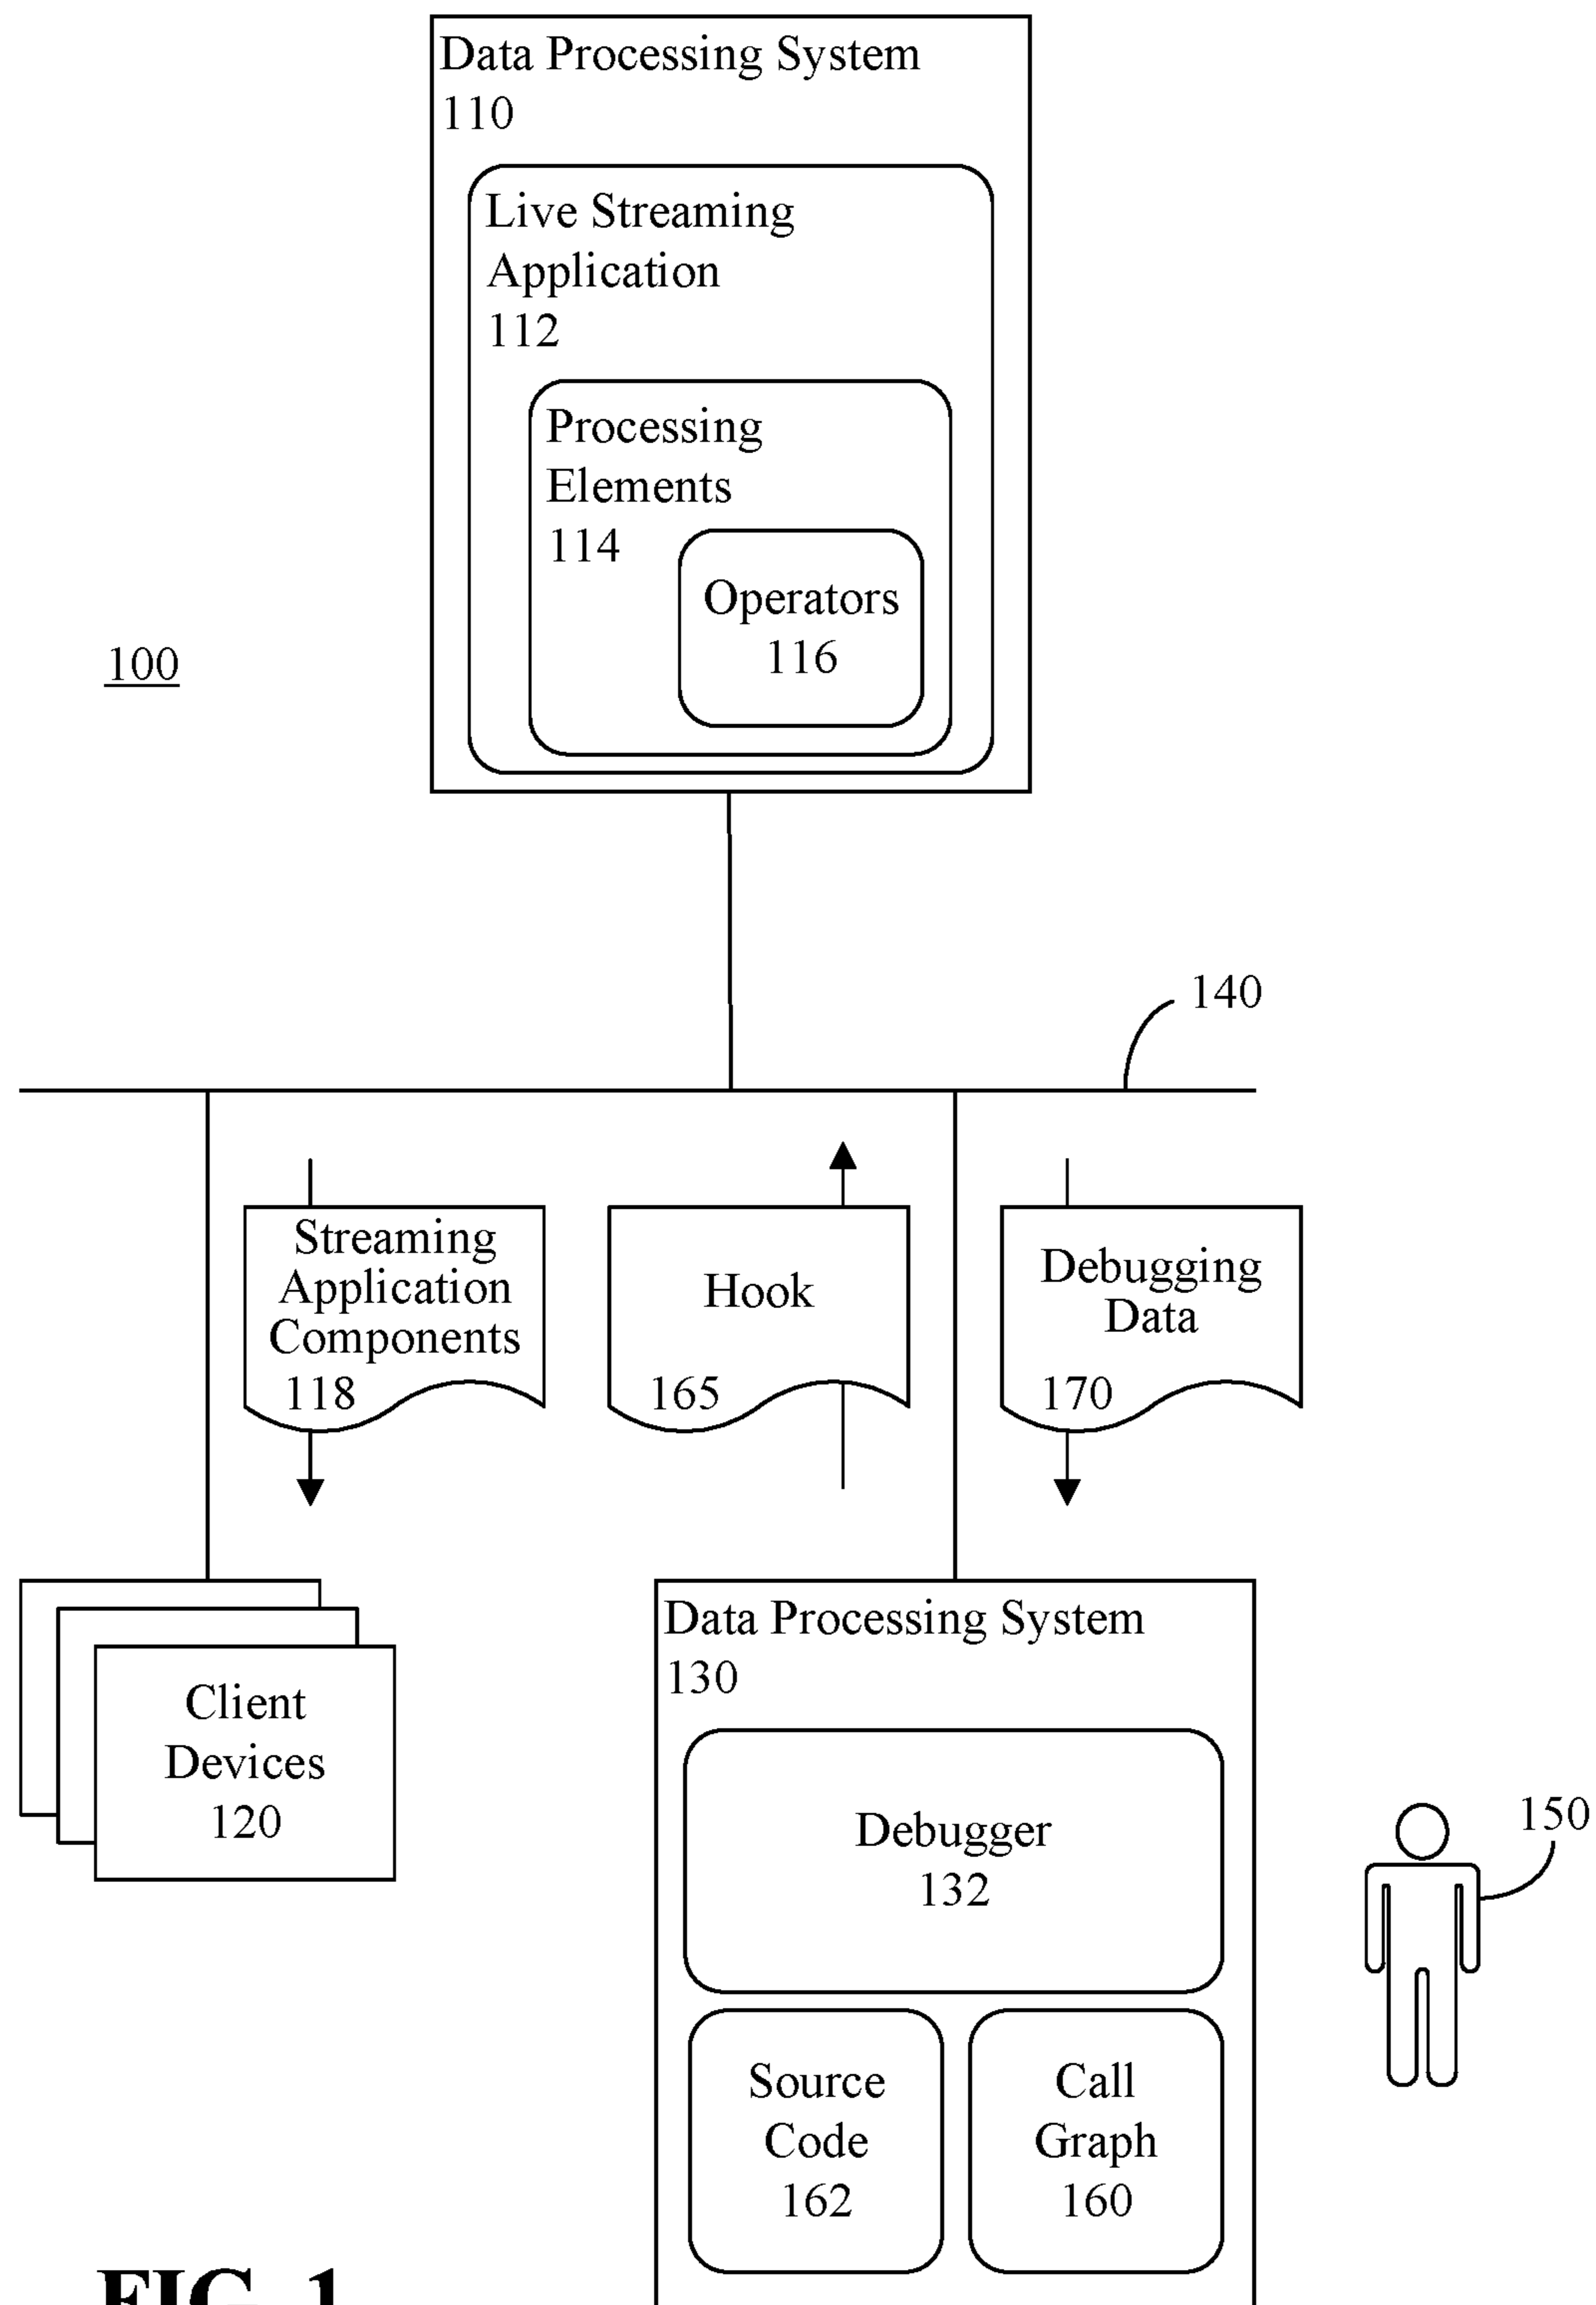 Data Processing System
110
Live Streaming
Application
112
Processing
Elements
114
Operators
116
100
140
Streaming
Application
Components
118
Hook
165
Debugging
Data
170
Client
Devices
120
Data Processing System
130
Debugger
132
150
Source
Code
162
Call
Graph
160
FIG. 1